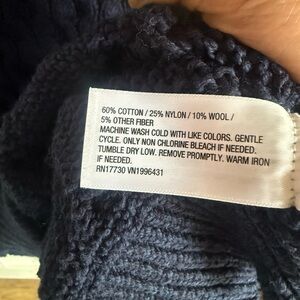 60% COTTON / 25% NYLON / 10% WOOL /
5% OTHER FIBER
MACHINE WASH COLD WITH LIKE COLORS. GENTLE
CYCLE. ONLY NON CHLORINE BLEACH IF NEEDED.
TUMBLE DRY LOW. REMOVE PROMPTLY. WARM IRON
IF NEEDED.
RN17730 VN1996431